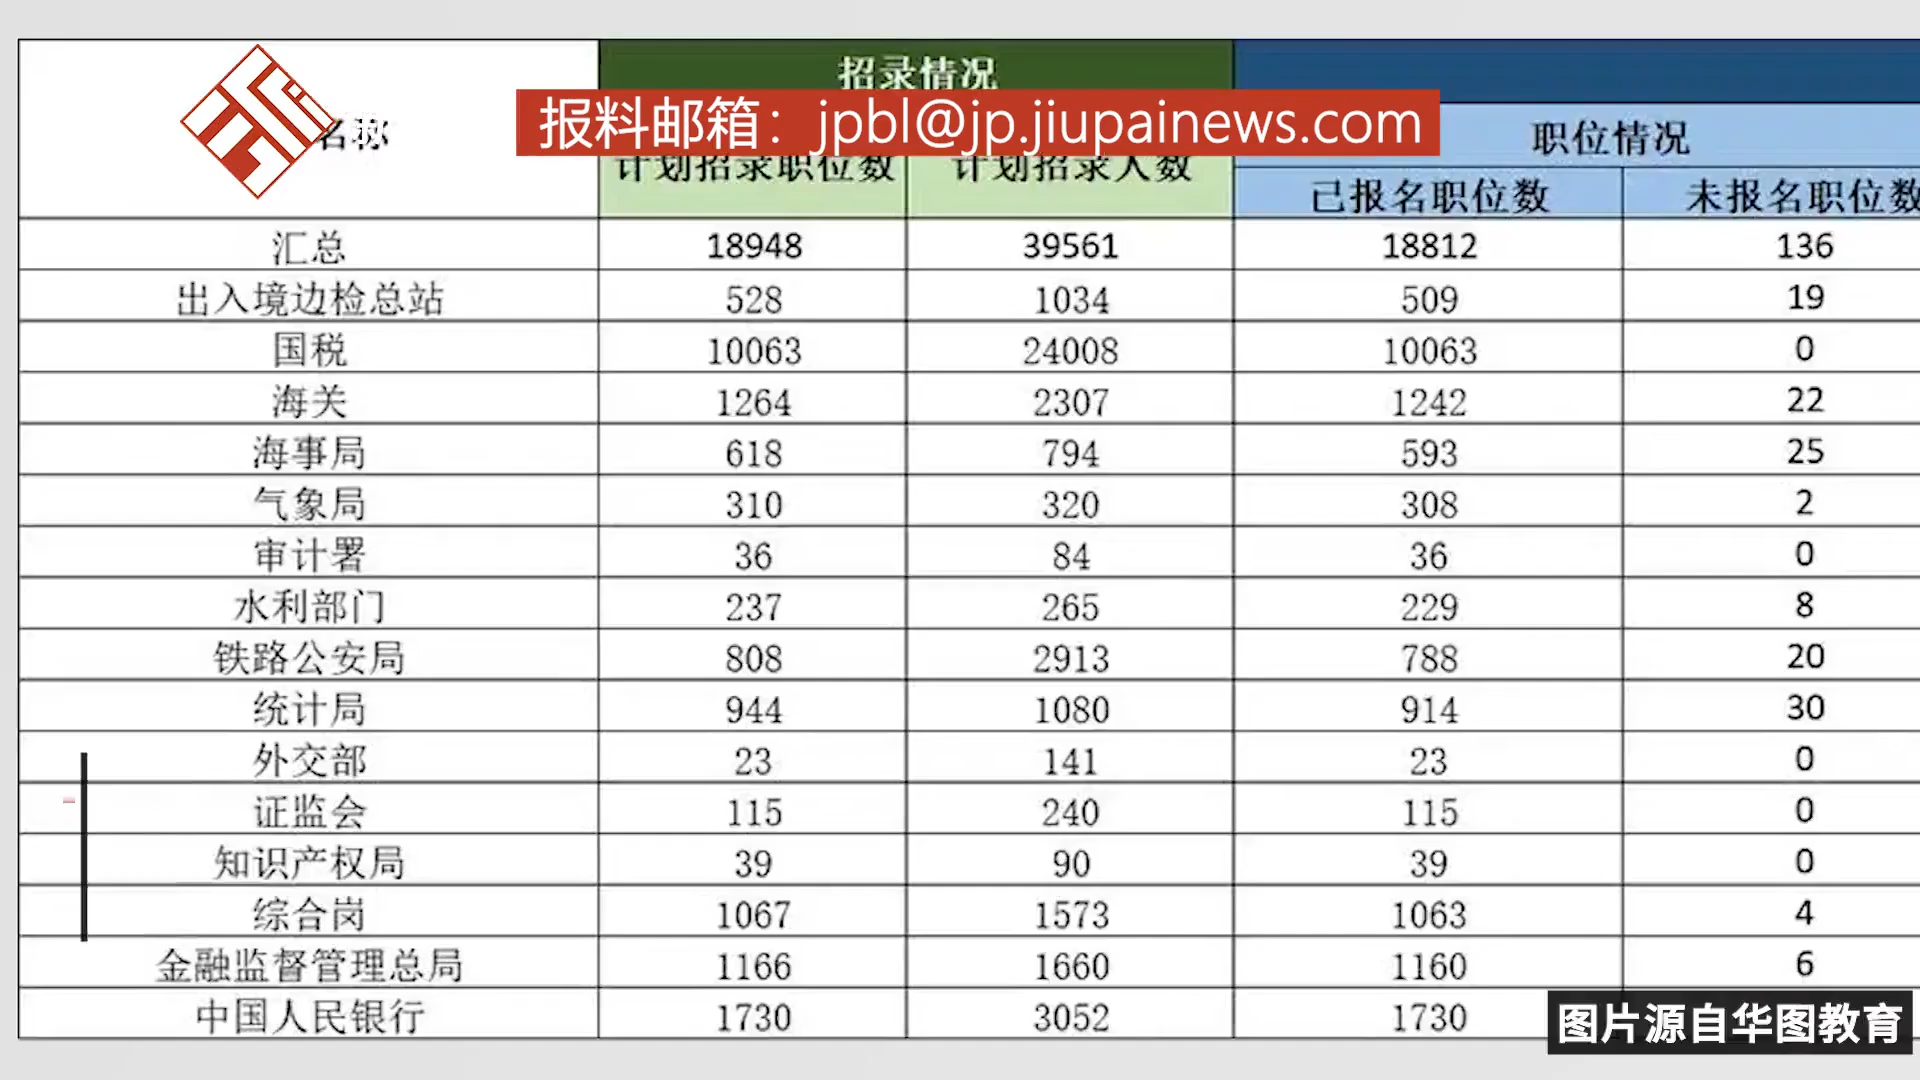 招录情况
名称
报料邮箱：jpbl@jp.jiupainews.com
职位情况
计划招录职位数 计划招录人数
已报名职位数 未报名职位数
汇总 18948 39561 18812 136
出入境边检总站 528 1034 509 19
国税 10063 24008 10063 0
海关 1264 2307 1242 22
海事局 618 794 593 25
气象局 310 320 308 2
审计署 36 84 36 0
水利部门 237 265 229 8
铁路公安局 808 2913 788 20
统计局 944 1080 914 30
外交部 23 141 23 0
证监会 115 240 115 0
知识产权局 39 90 39 0
综合岗 1067 1573 1063 4
金融监督管理总局 1166 1660 1160 6
中国人民银行 1730 3052 1730
图片源自华图教育